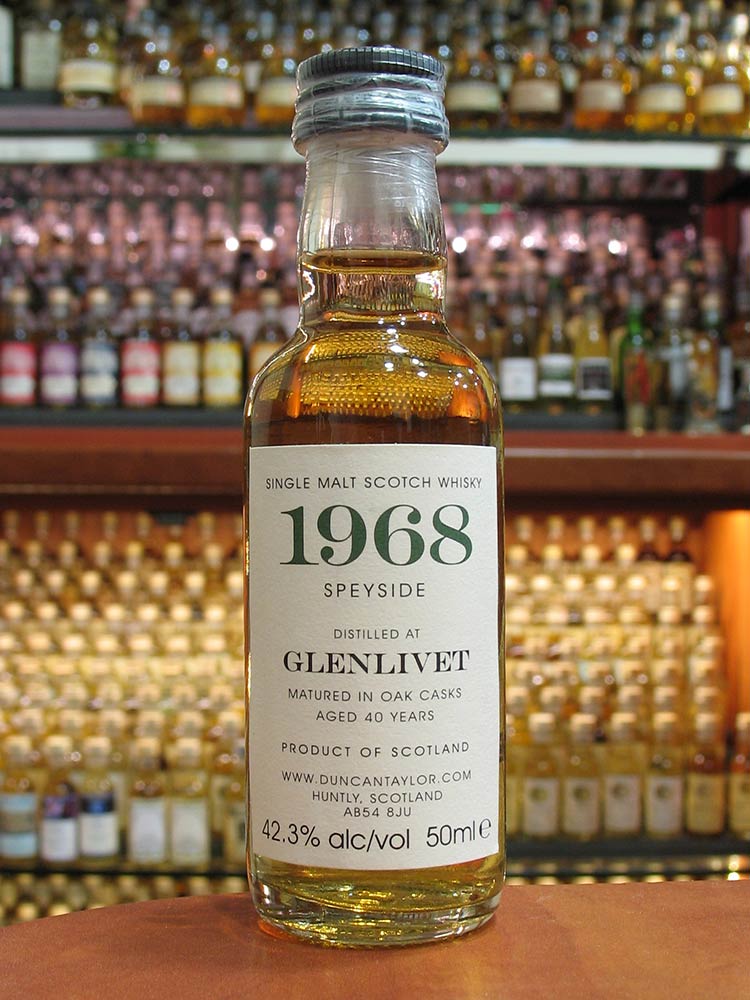 SINGLE MALT SCOTCH WHISKY
1968
SPEYSIDE
DISTILLED AT
GLENLIVET
MATURED IN OAK CASKS
AGED 40 YEARS
PRODUCT OF SCOTLAND
WWW.DUNCANTAYLOR.COM
HUNTLY, SCOTLAND
AB54 8JU
42.3% alc/vol 50ml ℮